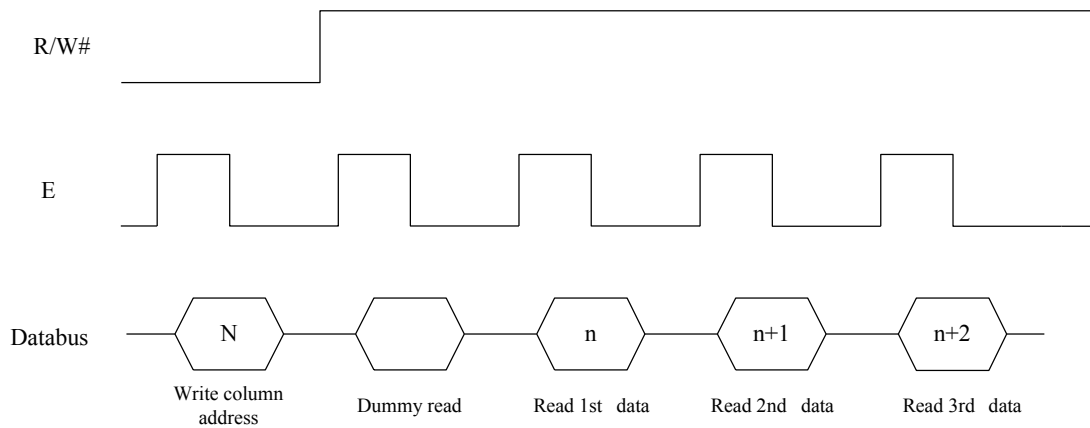 R/W#
E
Databus
N
n
n+1
n+2
Write column
address
Dummy read
Read 1st data
Read 2nd data
Read 3rd data